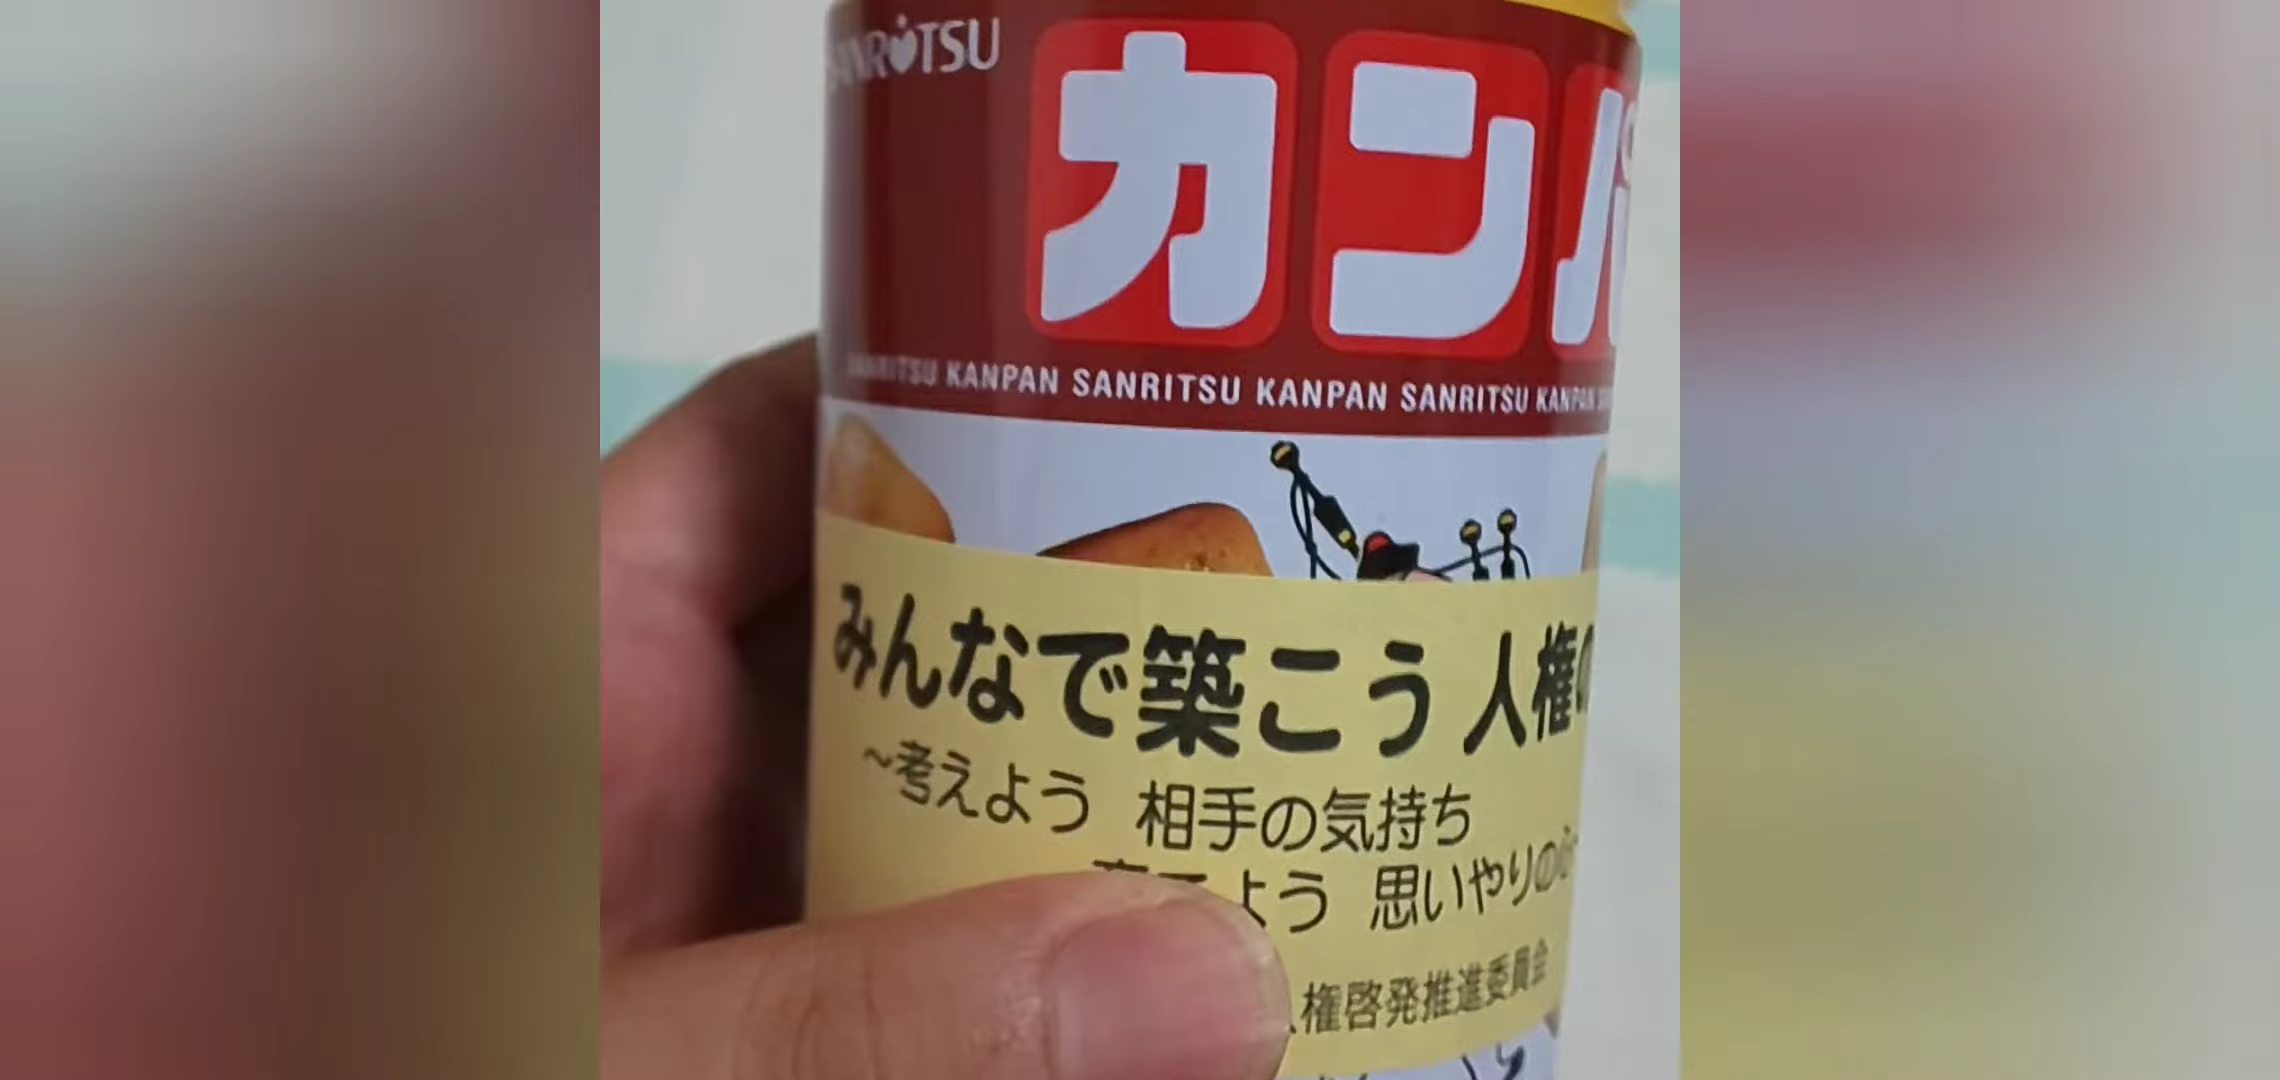 SANRITSU
カンパ
SANRITSU KANPAN SANRITSU KANPAN SANRITSU KANPAN
みんなで築こう 人権の
~考えよう 相手の気持ち
よう 思いやりの心
権啓発推進委員会